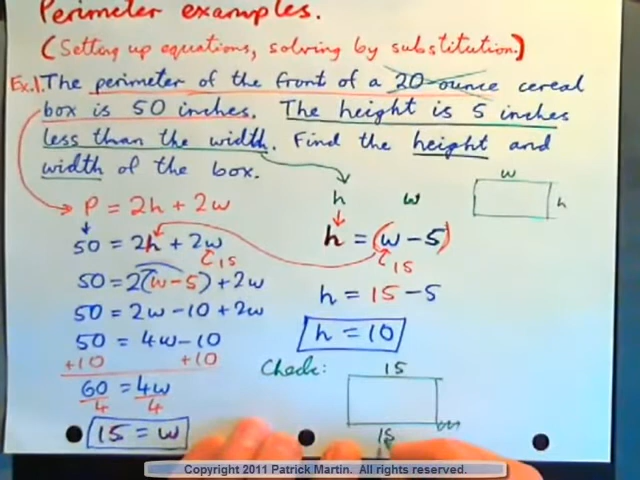 Perimeter examples.
(Setting up equations, solving by substitution.)
Ex.1. The perimeter of the front of a 20-ounce cereal
box is 50 inches. The height is 5 inches
less than the width. Find the height and
width of the box.
P = 2h + 2w
h w
w
h
50 = 2h + 2w
15
h = (w - 5)
15
50 = 2(w - 5) + 2w
h = 15 - 5
50 = 2w - 10 + 2w
h = 10
50 = 4w - 10
+10 +10
60 = 4w
4 4
15 = w
Check:
15
15
Copyright 2011 Patrick Martin. All rights reserved.